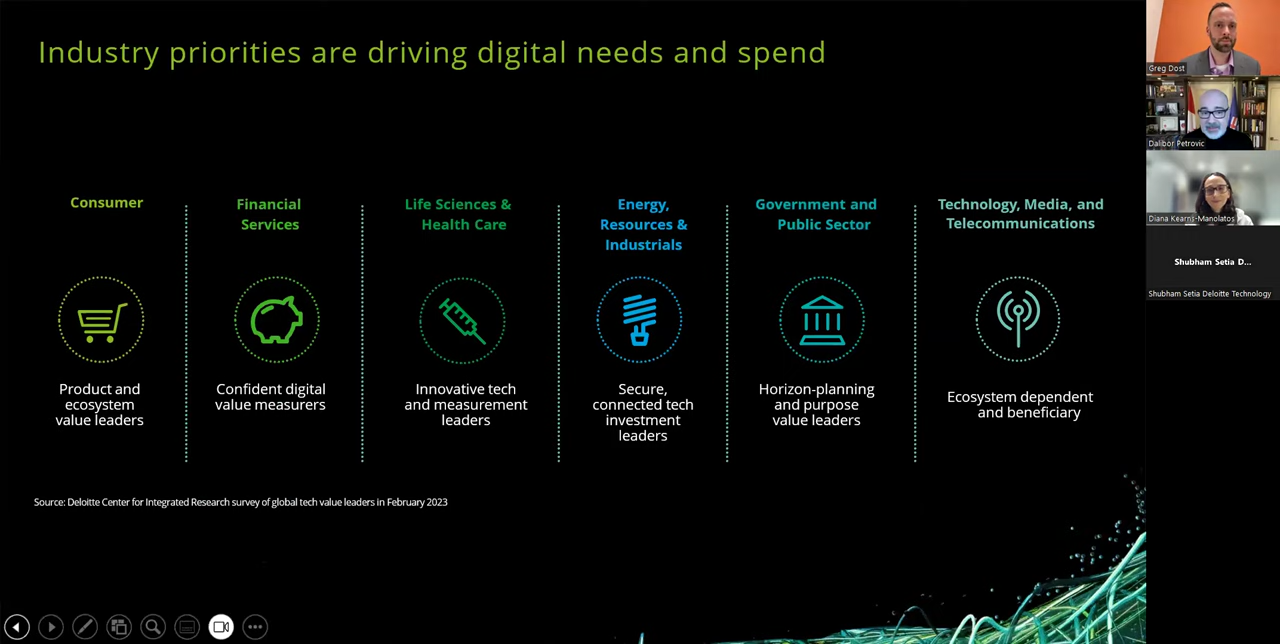 Industry priorities are driving digital needs and spend
Consumer
Product and
ecosystem
value leaders
Financial
Services
Confident digital
value measurers
Life Sciences &
Health Care
Innovative tech
and measurement
leaders
Energy,
Resources &
Industrials
Secure,
connected tech
investment
leaders
Government and
Public Sector
Horizon-planning
and purpose
value leaders
Technology, Media, and
Telecommunications
Ecosystem dependent
and beneficiary
Source: Deloitte Center for Integrated Research survey of global tech value leaders in February 2023
Greg Dost
Dalibor Petrovic
Diana Kearns-Manolatos
Shubham Setia D...
Shubham Setia Deloitte Technology